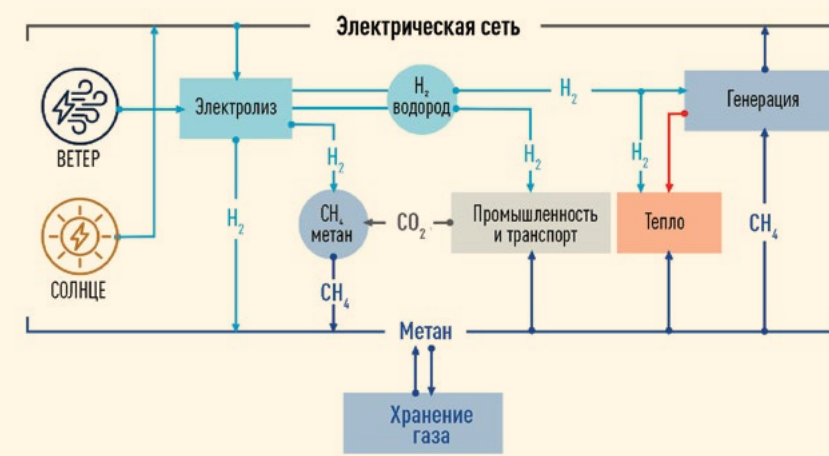 Электрическая сеть
ВЕТЕР
Электролиз
H₂
водород
H₂
Генерация
H₂
H₂
H₂
H₂
СОЛНЦЕ
CH₄
метан
CO₂
Промышленность
и транспорт
Тепло
CH₄
CH₄
Метан
Хранение
газа